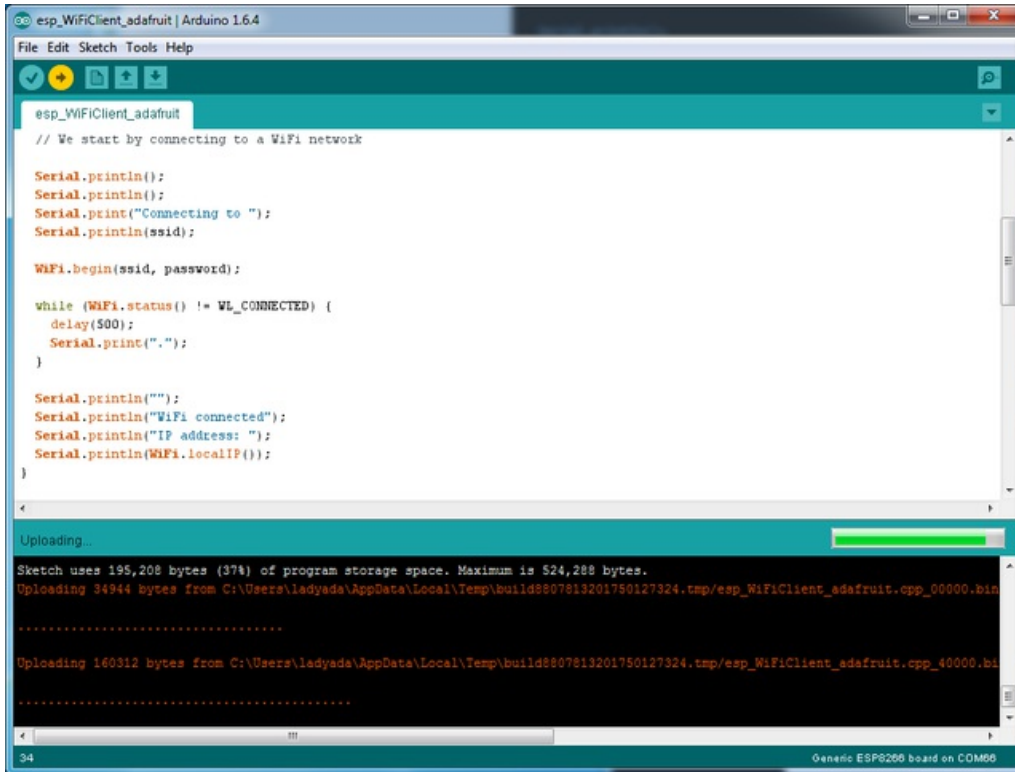 esp_WiFiClient_adafruit | Arduino 1.6.4
File Edit Sketch Tools Help
esp_WiFiClient_adafruit
// We start by connecting to a WiFi network
Serial.println();
Serial.println();
Serial.print("Connecting to ");
Serial.println(ssid);
WiFi.begin(ssid, password);
while (WiFi.status() != WL_CONNECTED) {
delay(500);
Serial.print(".");
}
Serial.println("");
Serial.println("WiFi connected");
Serial.println("IP address: ");
Serial.println(WiFi.localIP());
}
Uploading...
Sketch uses 195,208 bytes (37%) of program storage space. Maximum is 524,288 bytes.
Uploading 34944 bytes from C:\Users\ladyada\AppData\Local\Temp\build8807813201750127324.tmp/esp_WiFiClient_adafruit.cpp_00000.bin
...................................
Uploading 160312 bytes from C:\Users\ladyada\AppData\Local\Temp\build8807813201750127324.tmp/esp_WiFiClient_adafruit.cpp_40000.bi
............................................
34
Generic ESP8266 board on COM66